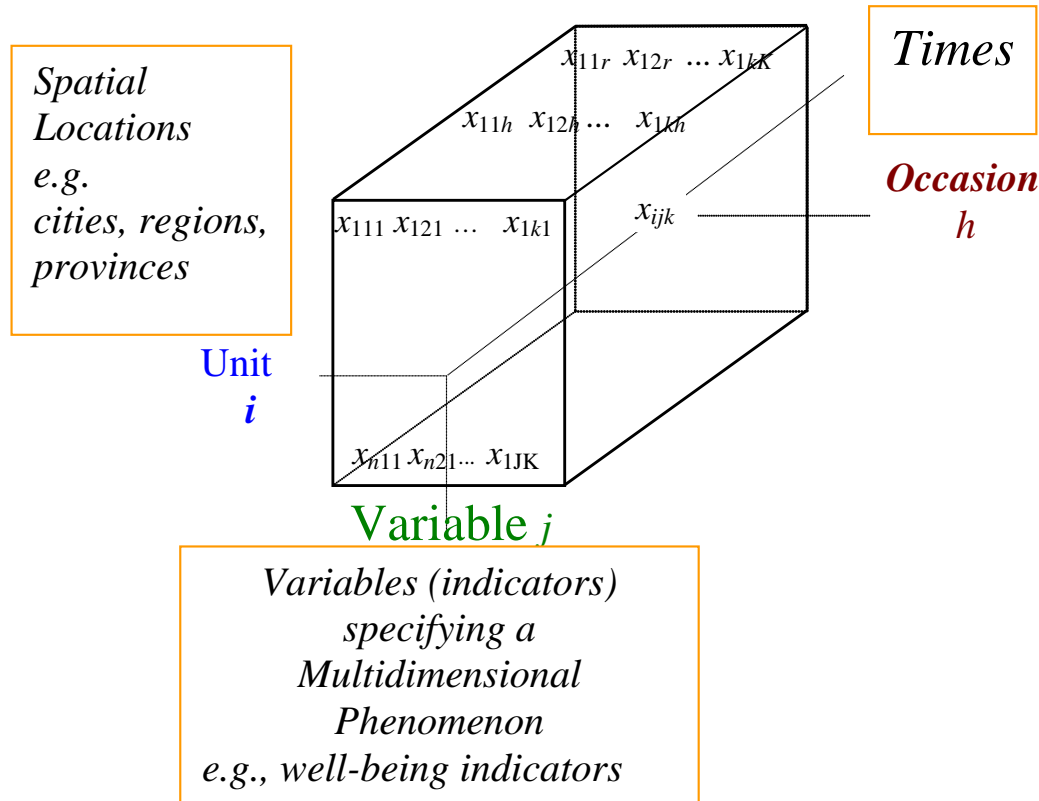 Spatial
Locations
e.g.
cities, regions,
provinces
Times
x11r x12r ... x1kK
x11h x12h ... x1kh
Occasion
h
x111 x121 ... x1k1
xijk
Unit
i
xn11 xn21... x1JK
Variable j
Variables (indicators)
specifying a
Multidimensional
Phenomenon
e.g., well-being indicators